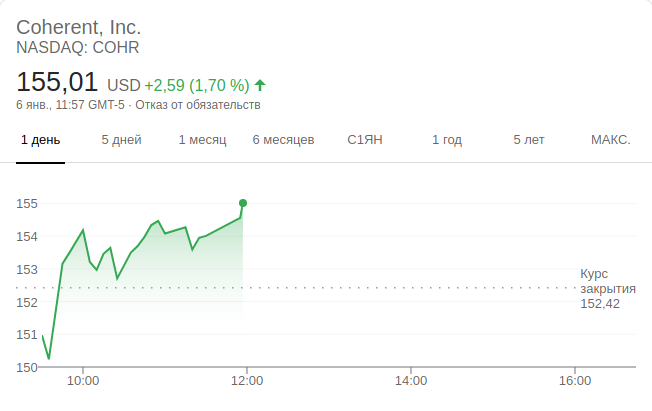 Coherent, Inc.
NASDAQ: COHR
155,01 USD +2,59 (1,70 %)
6 янв., 11:57 GMT-5 · Отказ от обязательств
1 день 5 дней 1 месяц 6 месяцев С1ЯН 1 год 5 лет МАКС.
155
154
153
Курс
закрытия
152,42
152
151
150
10:00 12:00 14:00 16:00